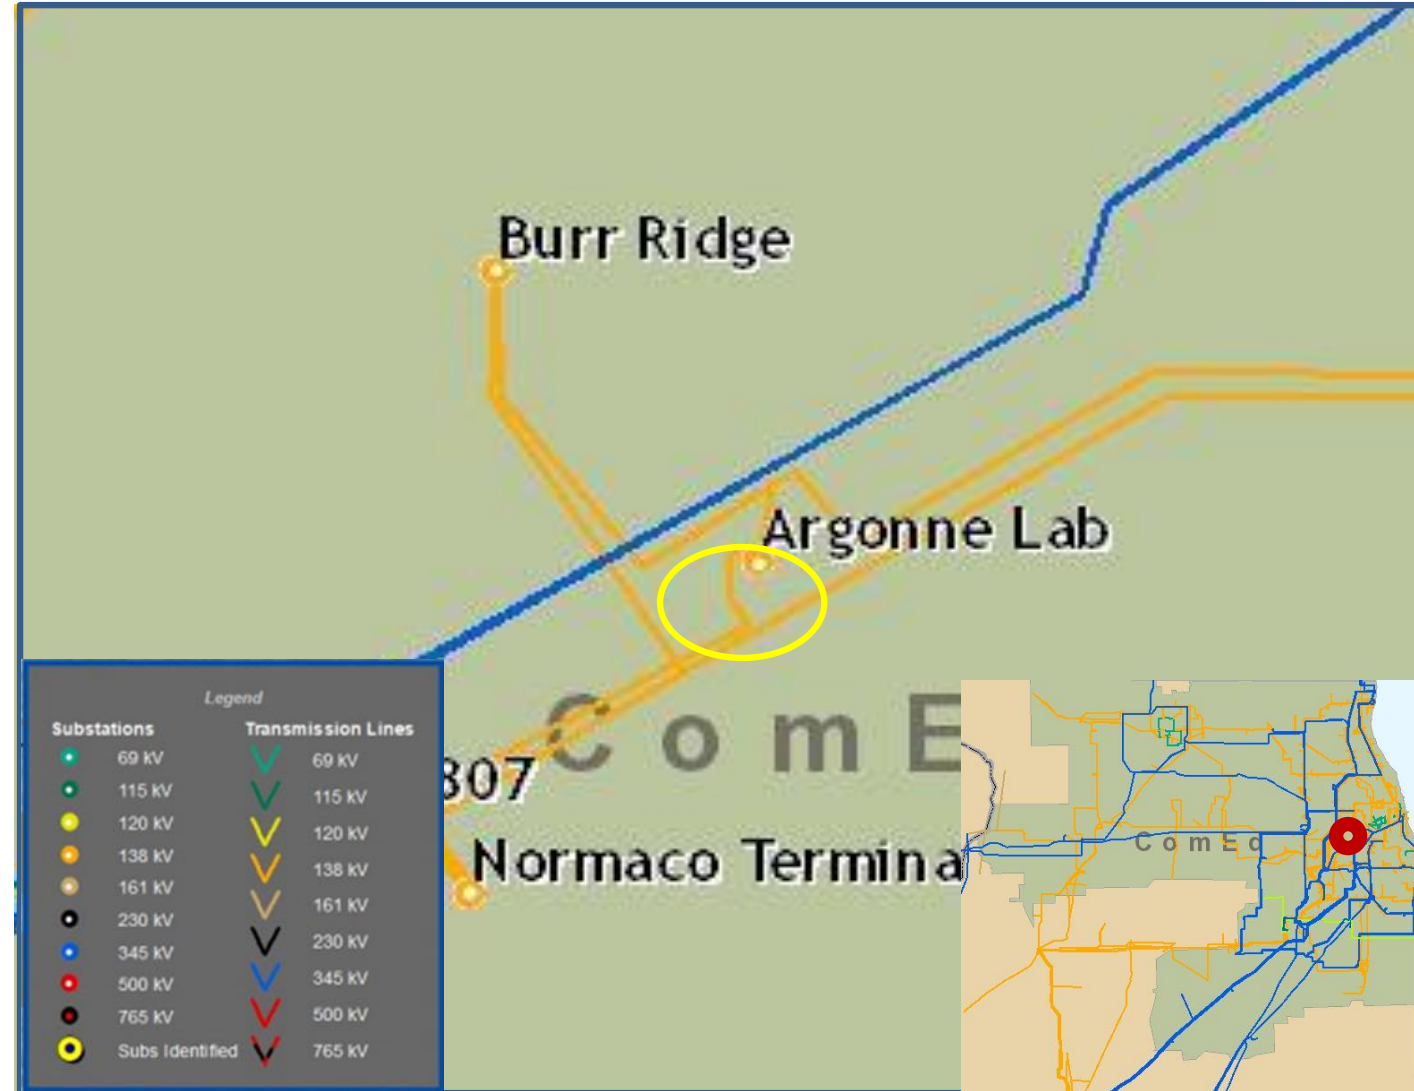 Burr Ridge
Argonne Lab
C o m E
307
Normaco Termina
Legend
Substations Transmission Lines
69 kV 69 kV
115 kV 115 kV
120 kV 120 kV
138 kV 138 kV
161 kV 161 kV
230 kV 230 kV
345 kV 345 kV
500 kV 500 kV
765 kV 765 kV
Subs Identified
C o m E d